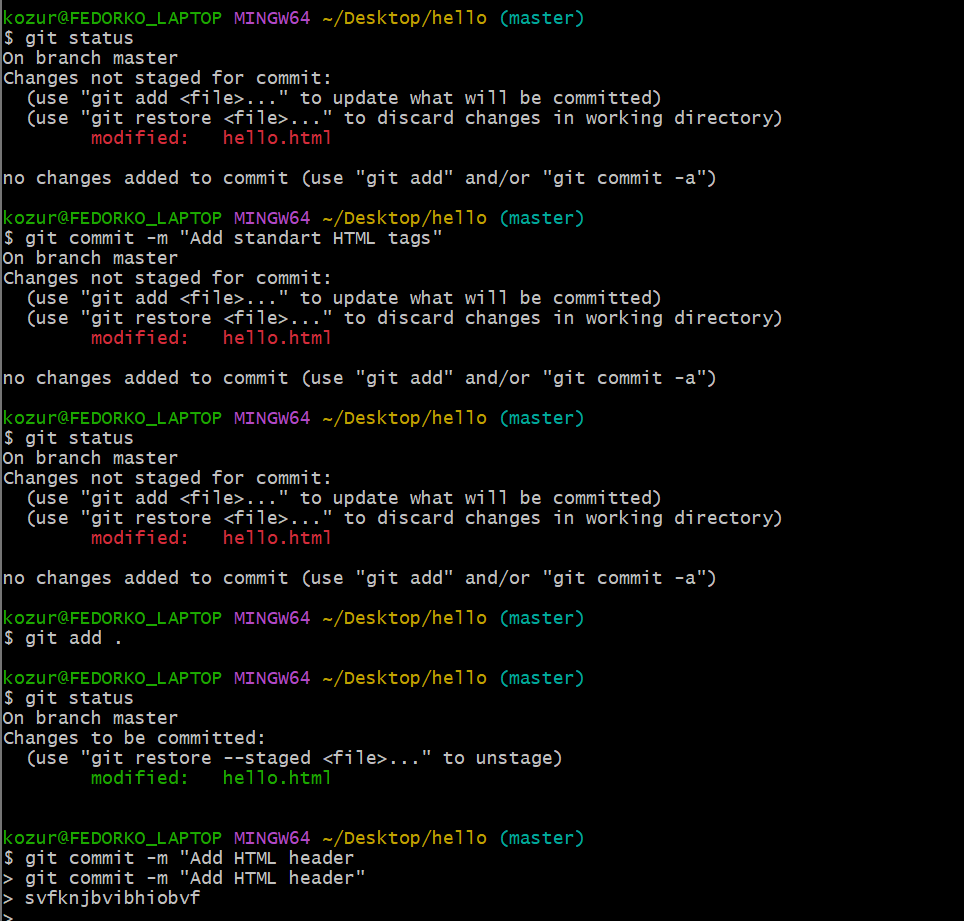 kozur@FEDORKO_LAPTOP MINGW64 ~/Desktop/hello (master)
$ git status
On branch master
Changes not staged for commit:
  (use "git add <file>..." to update what will be committed)
  (use "git restore <file>..." to discard changes in working directory)
        modified:   hello.html

no changes added to commit (use "git add" and/or "git commit -a")

kozur@FEDORKO_LAPTOP MINGW64 ~/Desktop/hello (master)
$ git commit -m "Add standart HTML tags"
On branch master
Changes not staged for commit:
  (use "git add <file>..." to update what will be committed)
  (use "git restore <file>..." to discard changes in working directory)
        modified:   hello.html

no changes added to commit (use "git add" and/or "git commit -a")

kozur@FEDORKO_LAPTOP MINGW64 ~/Desktop/hello (master)
$ git status
On branch master
Changes not staged for commit:
  (use "git add <file>..." to update what will be committed)
  (use "git restore <file>..." to discard changes in working directory)
        modified:   hello.html

no changes added to commit (use "git add" and/or "git commit -a")

kozur@FEDORKO_LAPTOP MINGW64 ~/Desktop/hello (master)
$ git add .

kozur@FEDORKO_LAPTOP MINGW64 ~/Desktop/hello (master)
$ git status
On branch master
Changes to be committed:
  (use "git restore --staged <file>..." to unstage)
        modified:   hello.html


kozur@FEDORKO_LAPTOP MINGW64 ~/Desktop/hello (master)
$ git commit -m "Add HTML header
> git commit -m "Add HTML header"
> svfknjbvibhiobvf
>